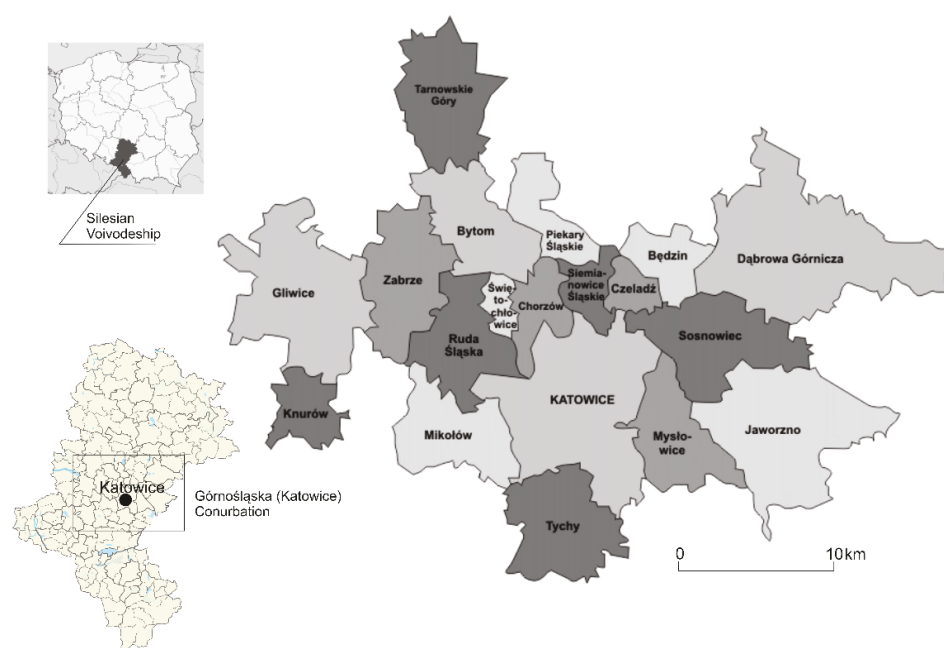 Tarnowskie
Góry
Silesian
Voivodeship
Bytom
Piekary
Śląskie
Będzin
Dąbrowa Górnicza
Gliwice
Zabrze
Świę-
to-
chło-
wice
Chorzów
Siemia-
nowice
Śląskie
Czeladź
Ruda
Śląska
Sosnowiec
Knurów
KATOWICE
Mikołów
Mysło-
wice
Jaworzno
Katowice
Górnośląska (Katowice)
Conurbation
Tychy
0 10km